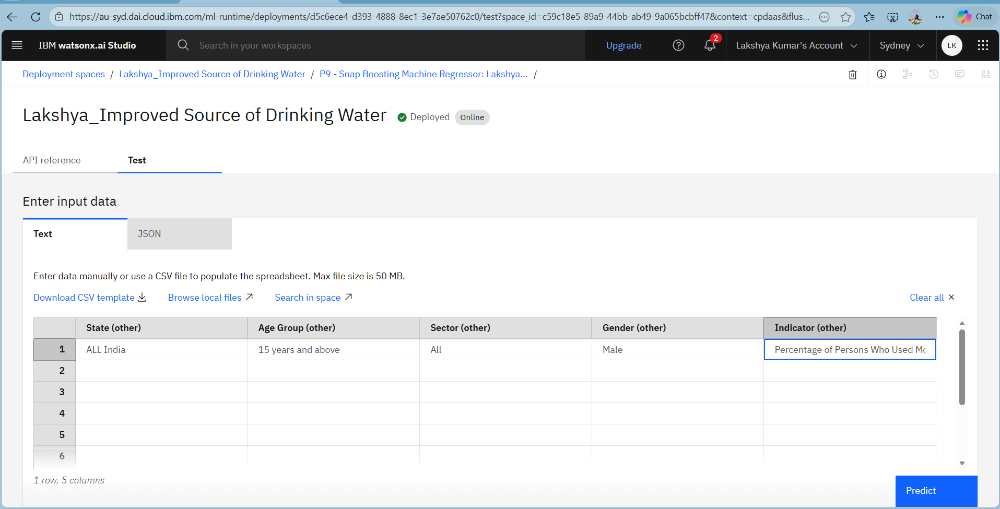 https://au-syd.dai.cloud.ibm.com/ml-runtime/deployments/d5c6ece4-d393-4888-8ec1-3e7ae50762c0/test?space_id=c59c18e5-89a9-44bb-ab49-9a065bcbff47&context=cpdaas&flus...
Chat
IBM watsonx.ai Studio
Search in your workspaces
Upgrade
2
Lakshya Kumar's Account
Sydney
LK
Deployment spaces / Lakshya_Improved Source of Drinking Water / P9 - Snap Boosting Machine Regressor: Lakshya... /
Lakshya_Improved Source of Drinking Water
Deployed
Online
API reference
Test
Enter input data
Text
JSON
Enter data manually or use a CSV file to populate the spreadsheet. Max file size is 50 MB.
Download CSV template
Browse local files
Search in space
Clear all
State (other) Age Group (other) Sector (other) Gender (other) Indicator (other)
1 ALL India 15 years and above All Male Percentage of Persons Who Used Mo
2
3
4
5
6
1 row, 5 columns
Predict